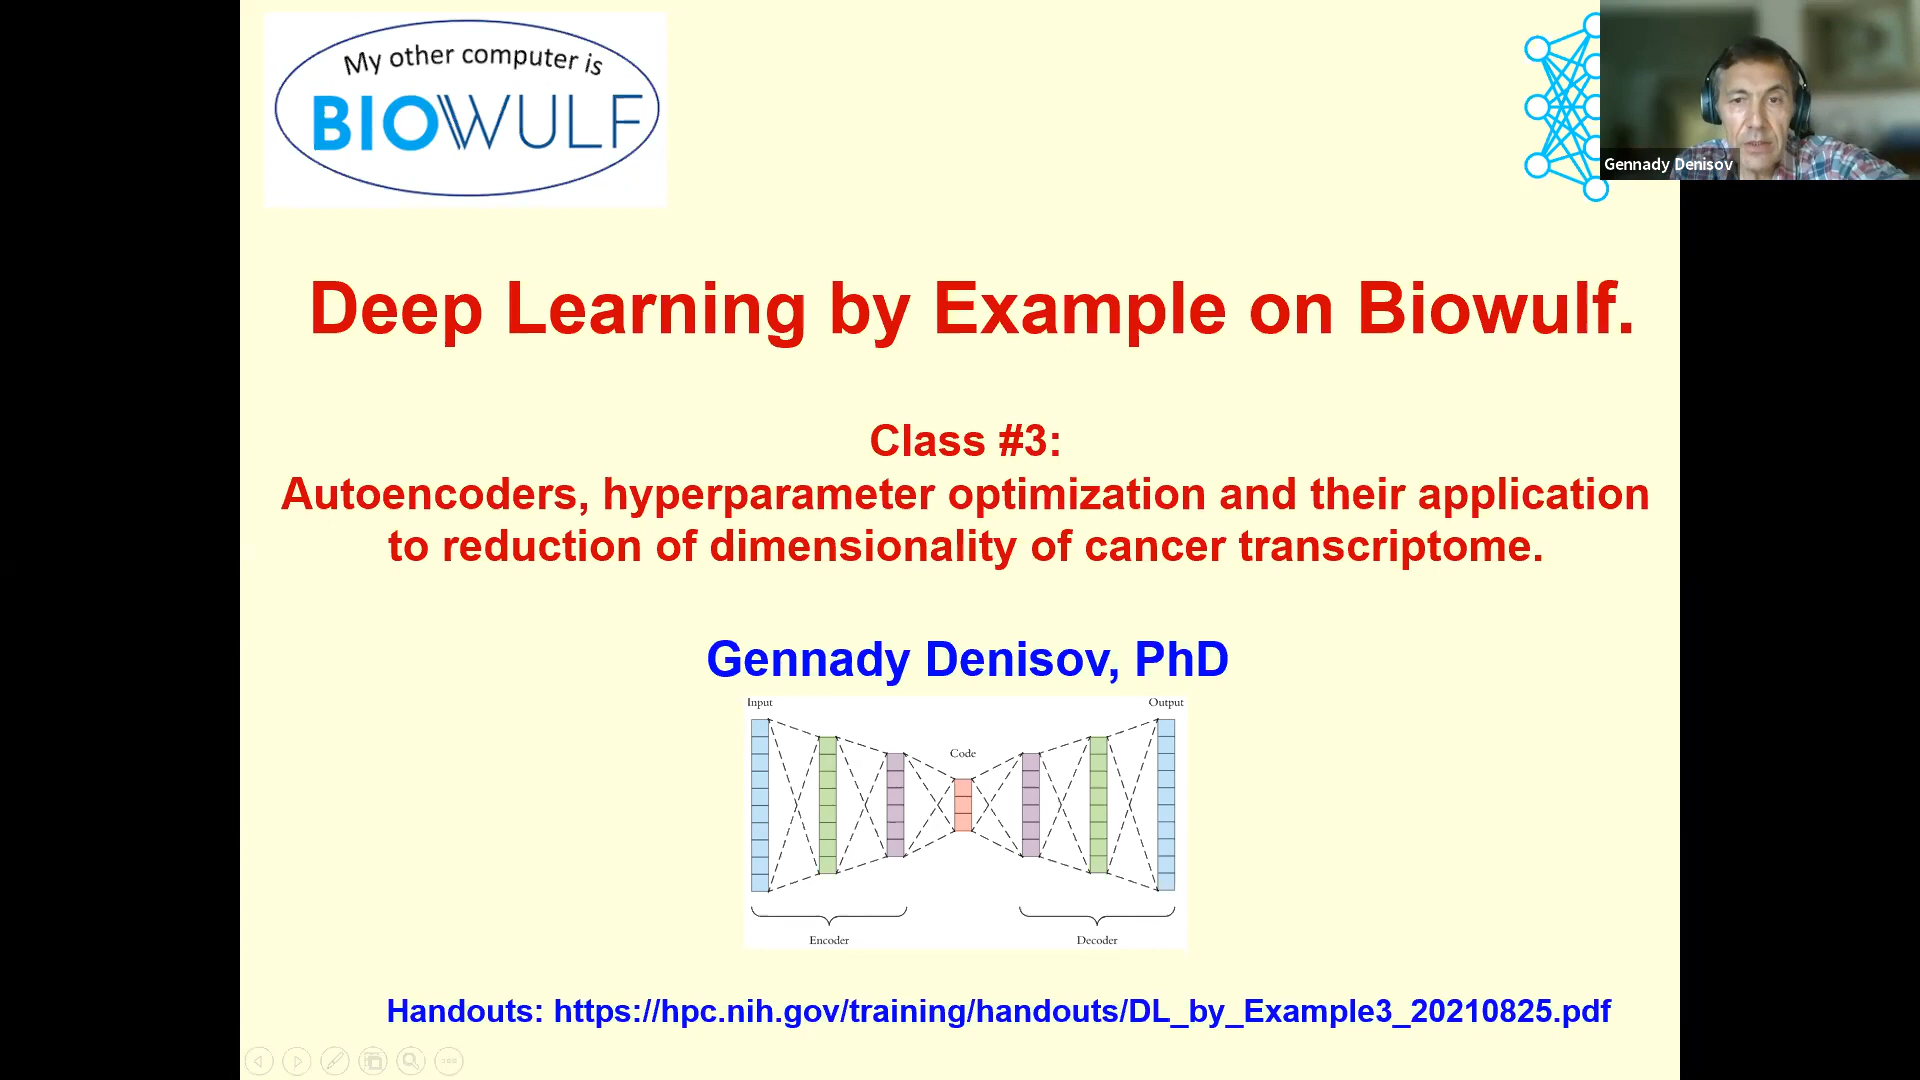 My other computer is
BIOWULF
Gennady Denisov
Deep Learning by Example on Biowulf.
Class #3:
Autoencoders, hyperparameter optimization and their application
to reduction of dimensionality of cancer transcriptome.
Gennady Denisov, PhD
Input
Output
Code
Encoder
Decoder
Handouts: https://hpc.nih.gov/training/handouts/DL_by_Example3_20210825.pdf